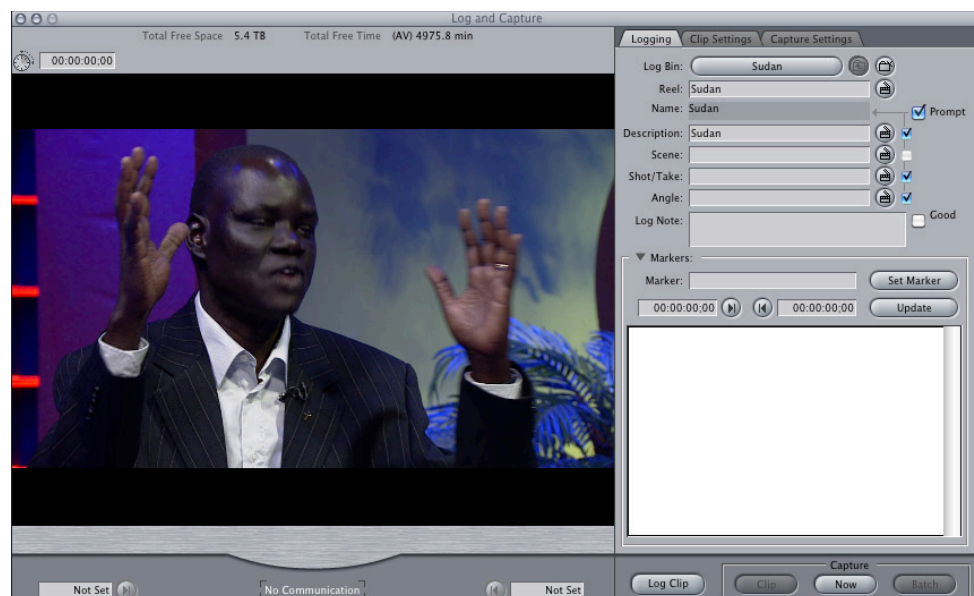 Log and Capture
Total Free Space 5.4 TB Total Free Time (AV) 4975.8 min
00:00:00;00
Logging Clip Settings Capture Settings
Log Bin: Sudan
Reel: Sudan
Name: Sudan Prompt
Description: Sudan
Scene:
Shot/Take:
Angle:
Log Note: Good
Markers:
Marker: Set Marker
00:00:00;00 00:00:00;00 Update
Capture
Log Clip Clip Now Batch
Not Set No Communication Not Set